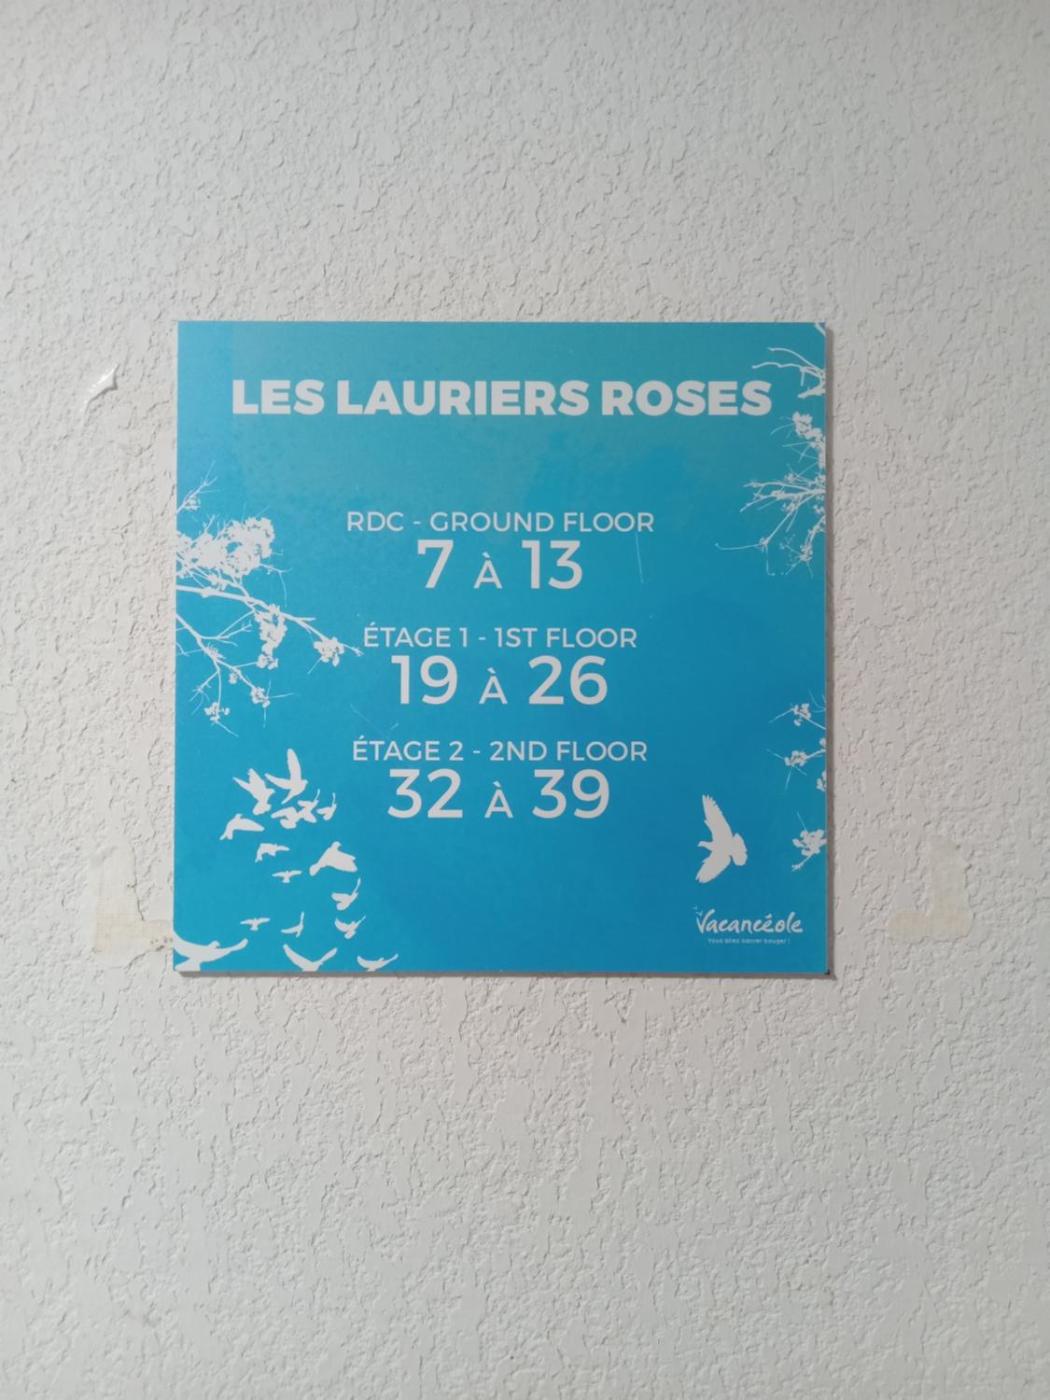 LES LAURIERS ROSES
RDC - GROUND FLOOR
7 À 13
ÉTAGE 1 - 1ST FLOOR
19 À 26
ÉTAGE 2 - 2ND FLOOR
32 À 39
Vacancéole